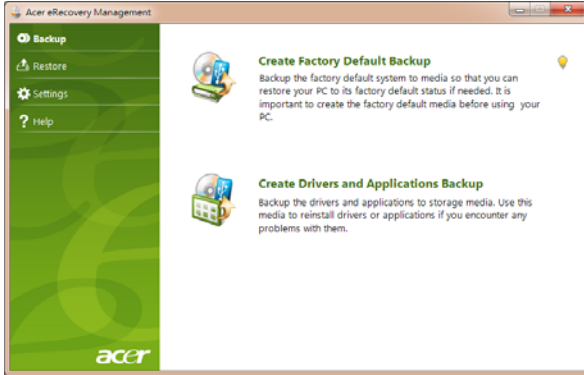 Acer eRecovery Management
Backup
Restore
Settings
Help
Create Factory Default Backup
Backup the factory default system to media so that you can
restore your PC to its factory default status if needed. It is
important to create the factory default media before using your
PC.
Create Drivers and Applications Backup
Backup the drivers and applications to storage media. Use this
media to reinstall drivers or applications if you encounter any
problems with them.
acer